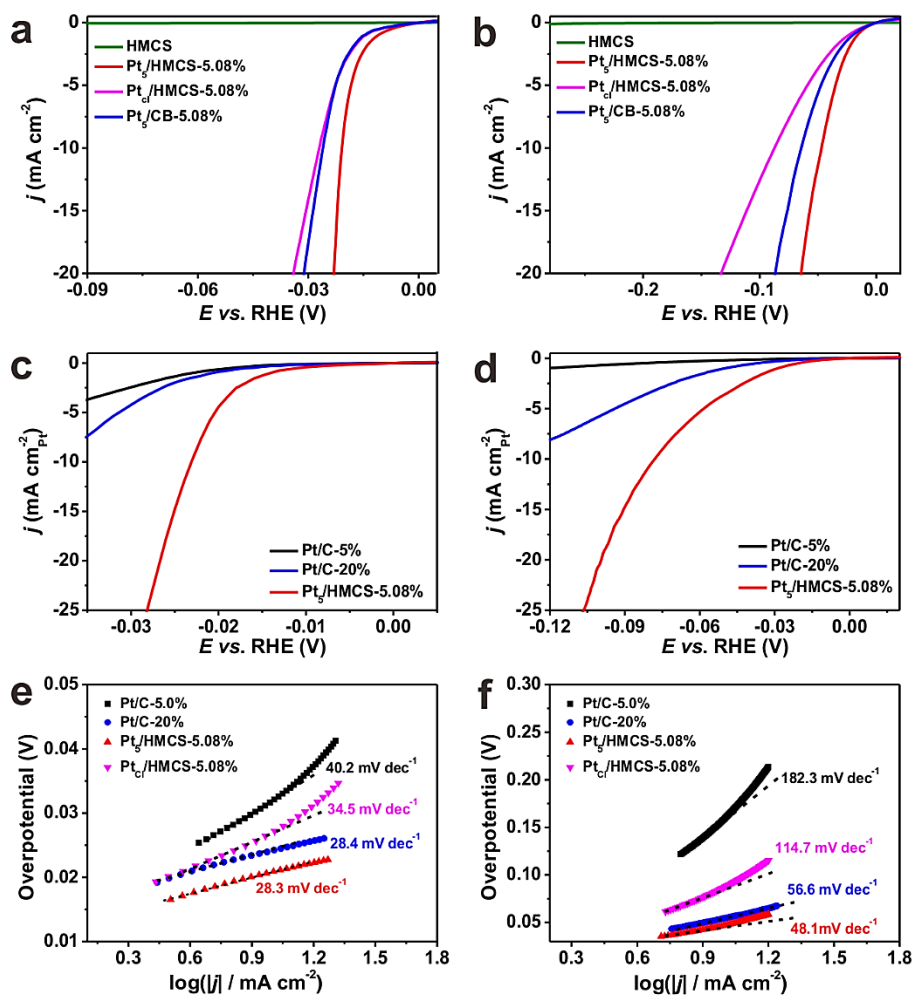 a
0
-5
-10
-15
-20
j (mA cm⁻²)
HMCS
Pt₅/HMCS-5.08%
Pt_cl/HMCS-5.08%
Pt₅/CB-5.08%
-0.09 -0.06 -0.03 0.00
E vs. RHE (V)
b
0
-5
-10
-15
-20
j (mA cm⁻²)
HMCS
Pt₅/HMCS-5.08%
Pt_cl/HMCS-5.08%
Pt₅/CB-5.08%
-0.2 -0.1 0.0
E vs. RHE (V)
c
0
-5
-10
-15
-20
-25
j (mA cm⁻²_Pt)
Pt/C-5%
Pt/C-20%
Pt₅/HMCS-5.08%
-0.03 -0.02 -0.01 0.00
E vs. RHE (V)
d
0
-5
-10
-15
-20
-25
j (mA cm⁻²_Pt)
Pt/C-5%
Pt/C-20%
Pt₅/HMCS-5.08%
-0.12 -0.09 -0.06 -0.03 0.00
E vs. RHE (V)
e
0.05
0.04
0.03
0.02
0.01
Overpotential (V)
Pt/C-5.0%
Pt/C-20%
Pt₅/HMCS-5.08%
Pt_Cl/HMCS-5.08%
40.2 mV dec⁻¹
34.5 mV dec⁻¹
28.4 mV dec⁻¹
28.3 mV dec⁻¹
0.3 0.6 0.9 1.2 1.5 1.8
log(|j| / mA cm⁻²)
f
0.30
0.25
0.20
0.15
0.10
0.05
Overpotential (V)
Pt/C-5.0%
Pt/C-20%
Pt₅/HMCS-5.08%
Pt_Cl/HMCS-5.08%
182.3 mV dec⁻¹
114.7 mV dec⁻¹
56.6 mV dec⁻¹
48.1mV dec⁻¹
0.3 0.6 0.9 1.2 1.5 1.8
log(|j| / mA cm⁻²)